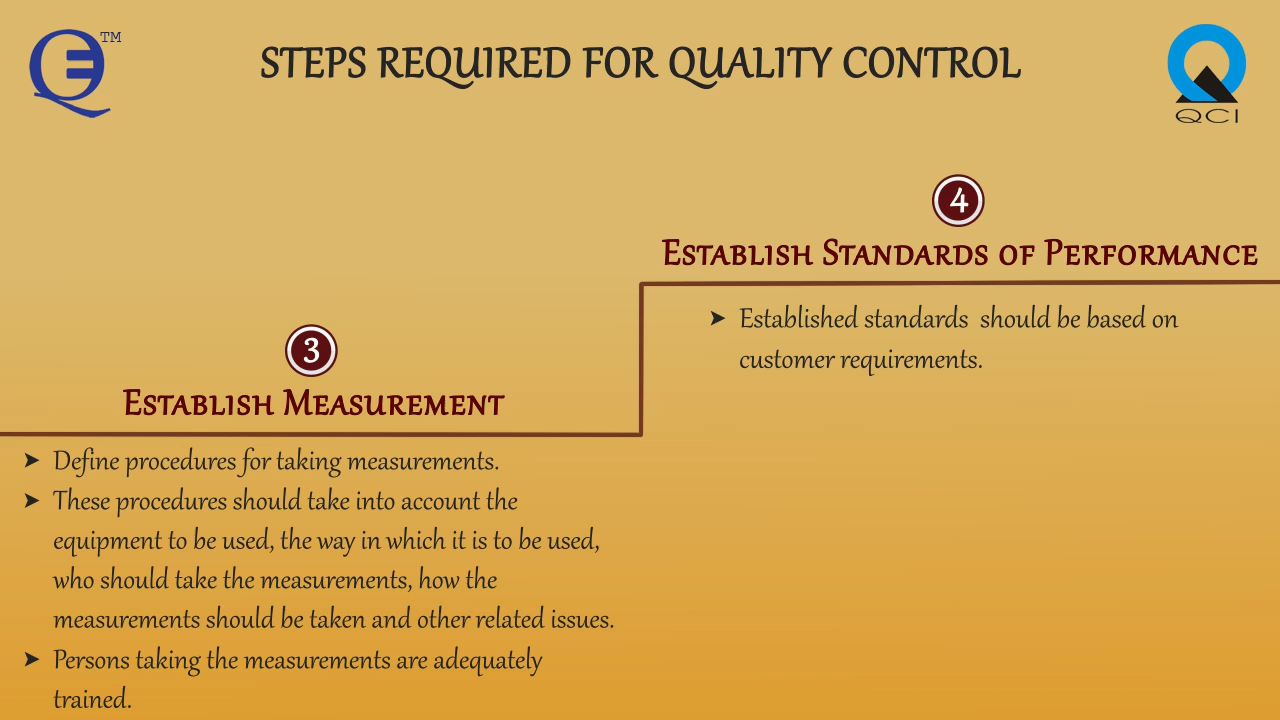 TM
STEPS REQUIRED FOR QUALITY CONTROL
QCI
3
ESTABLISH MEASUREMENT
➤ Define procedures for taking measurements.
➤ These procedures should take into account the
equipment to be used, the way in which it is to be used,
who should take the measurements, how the
measurements should be taken and other related issues.
➤ Persons taking the measurements are adequately
trained.
4
ESTABLISH STANDARDS OF PERFORMANCE
➤ Established standards  should be based on
customer requirements.